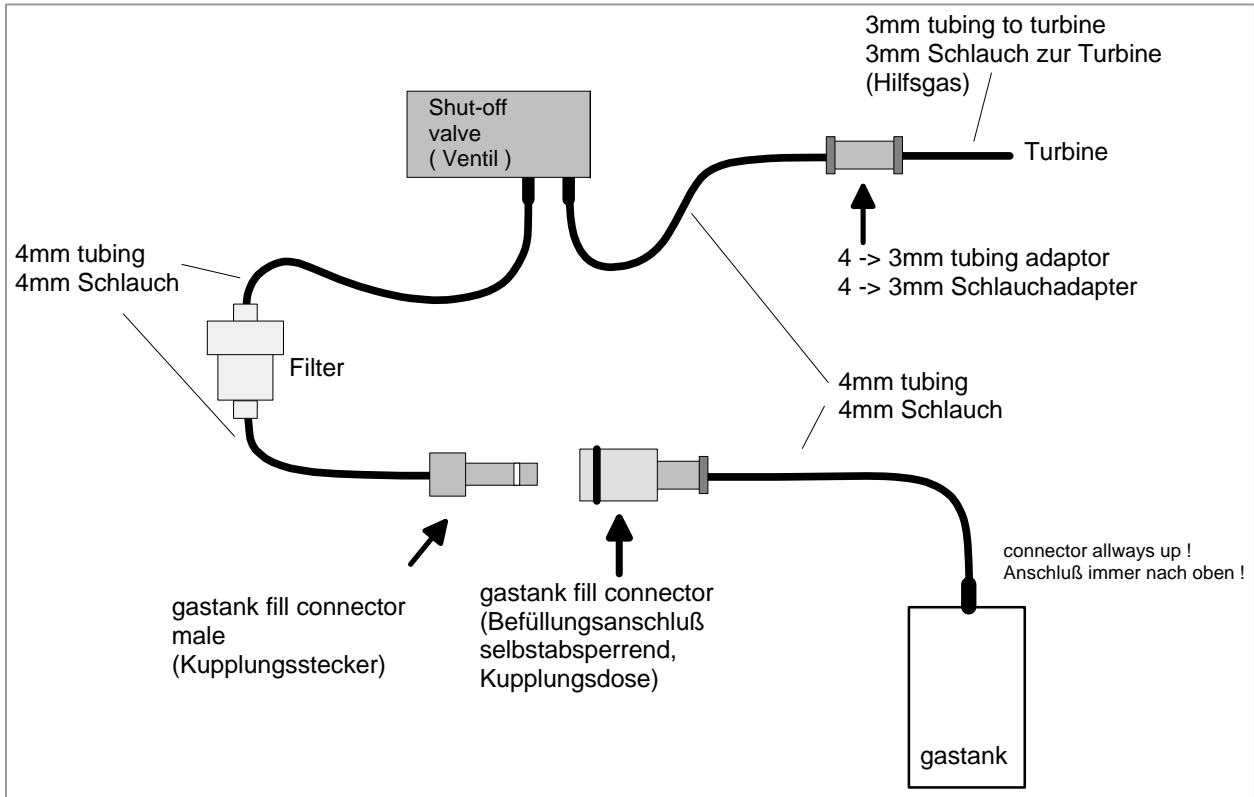 3mm tubing to turbine
3mm Schlauch zur Turbine
(Hilfsgas)
Shut-off
valve
( Ventil )
Turbine
4mm tubing
4mm Schlauch
4 -> 3mm tubing adaptor
4 -> 3mm Schlauchadapter
Filter
4mm tubing
4mm Schlauch
connector allways up !
Anschluß immer nach oben !
gastank fill connector
male
(Kupplungsstecker)
gastank fill connector
(Befüllungsanschluß
selbstabsperrend,
Kupplungsdose)
gastank